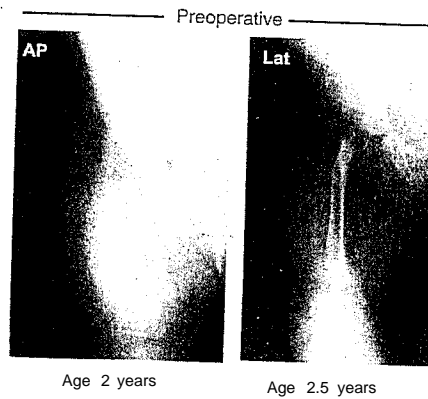 Preoperative
AP
Lat
Age 2 years
Age 2.5 years